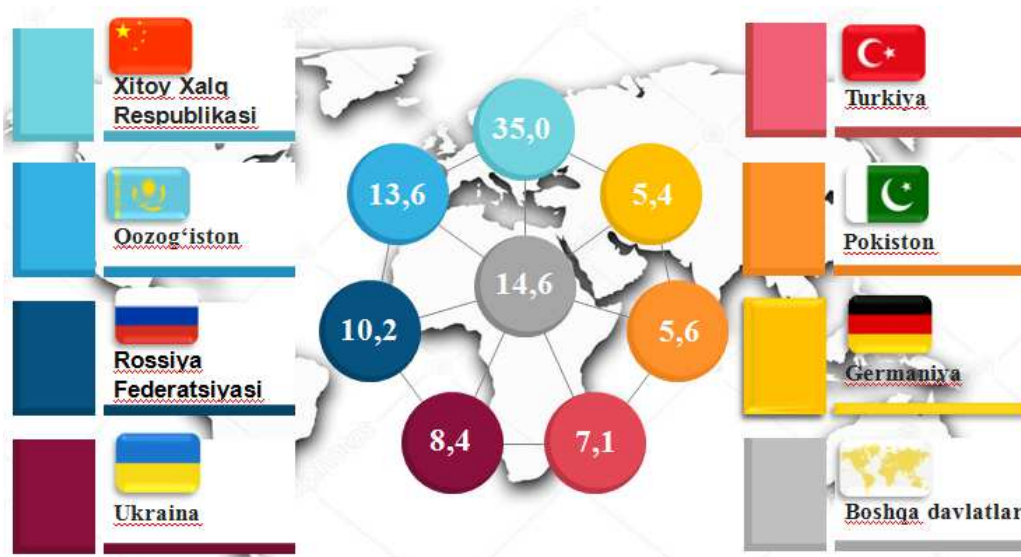 Xitoy Xalq
Respublikasi
Qozog‘iston
Rossiya
Federatsiyasi
Ukraina
35,0
13,6
5,4
14,6
10,2
5,6
8,4
7,1
Turkiya
Pokiston
Germaniya
Boshqa davlatlar